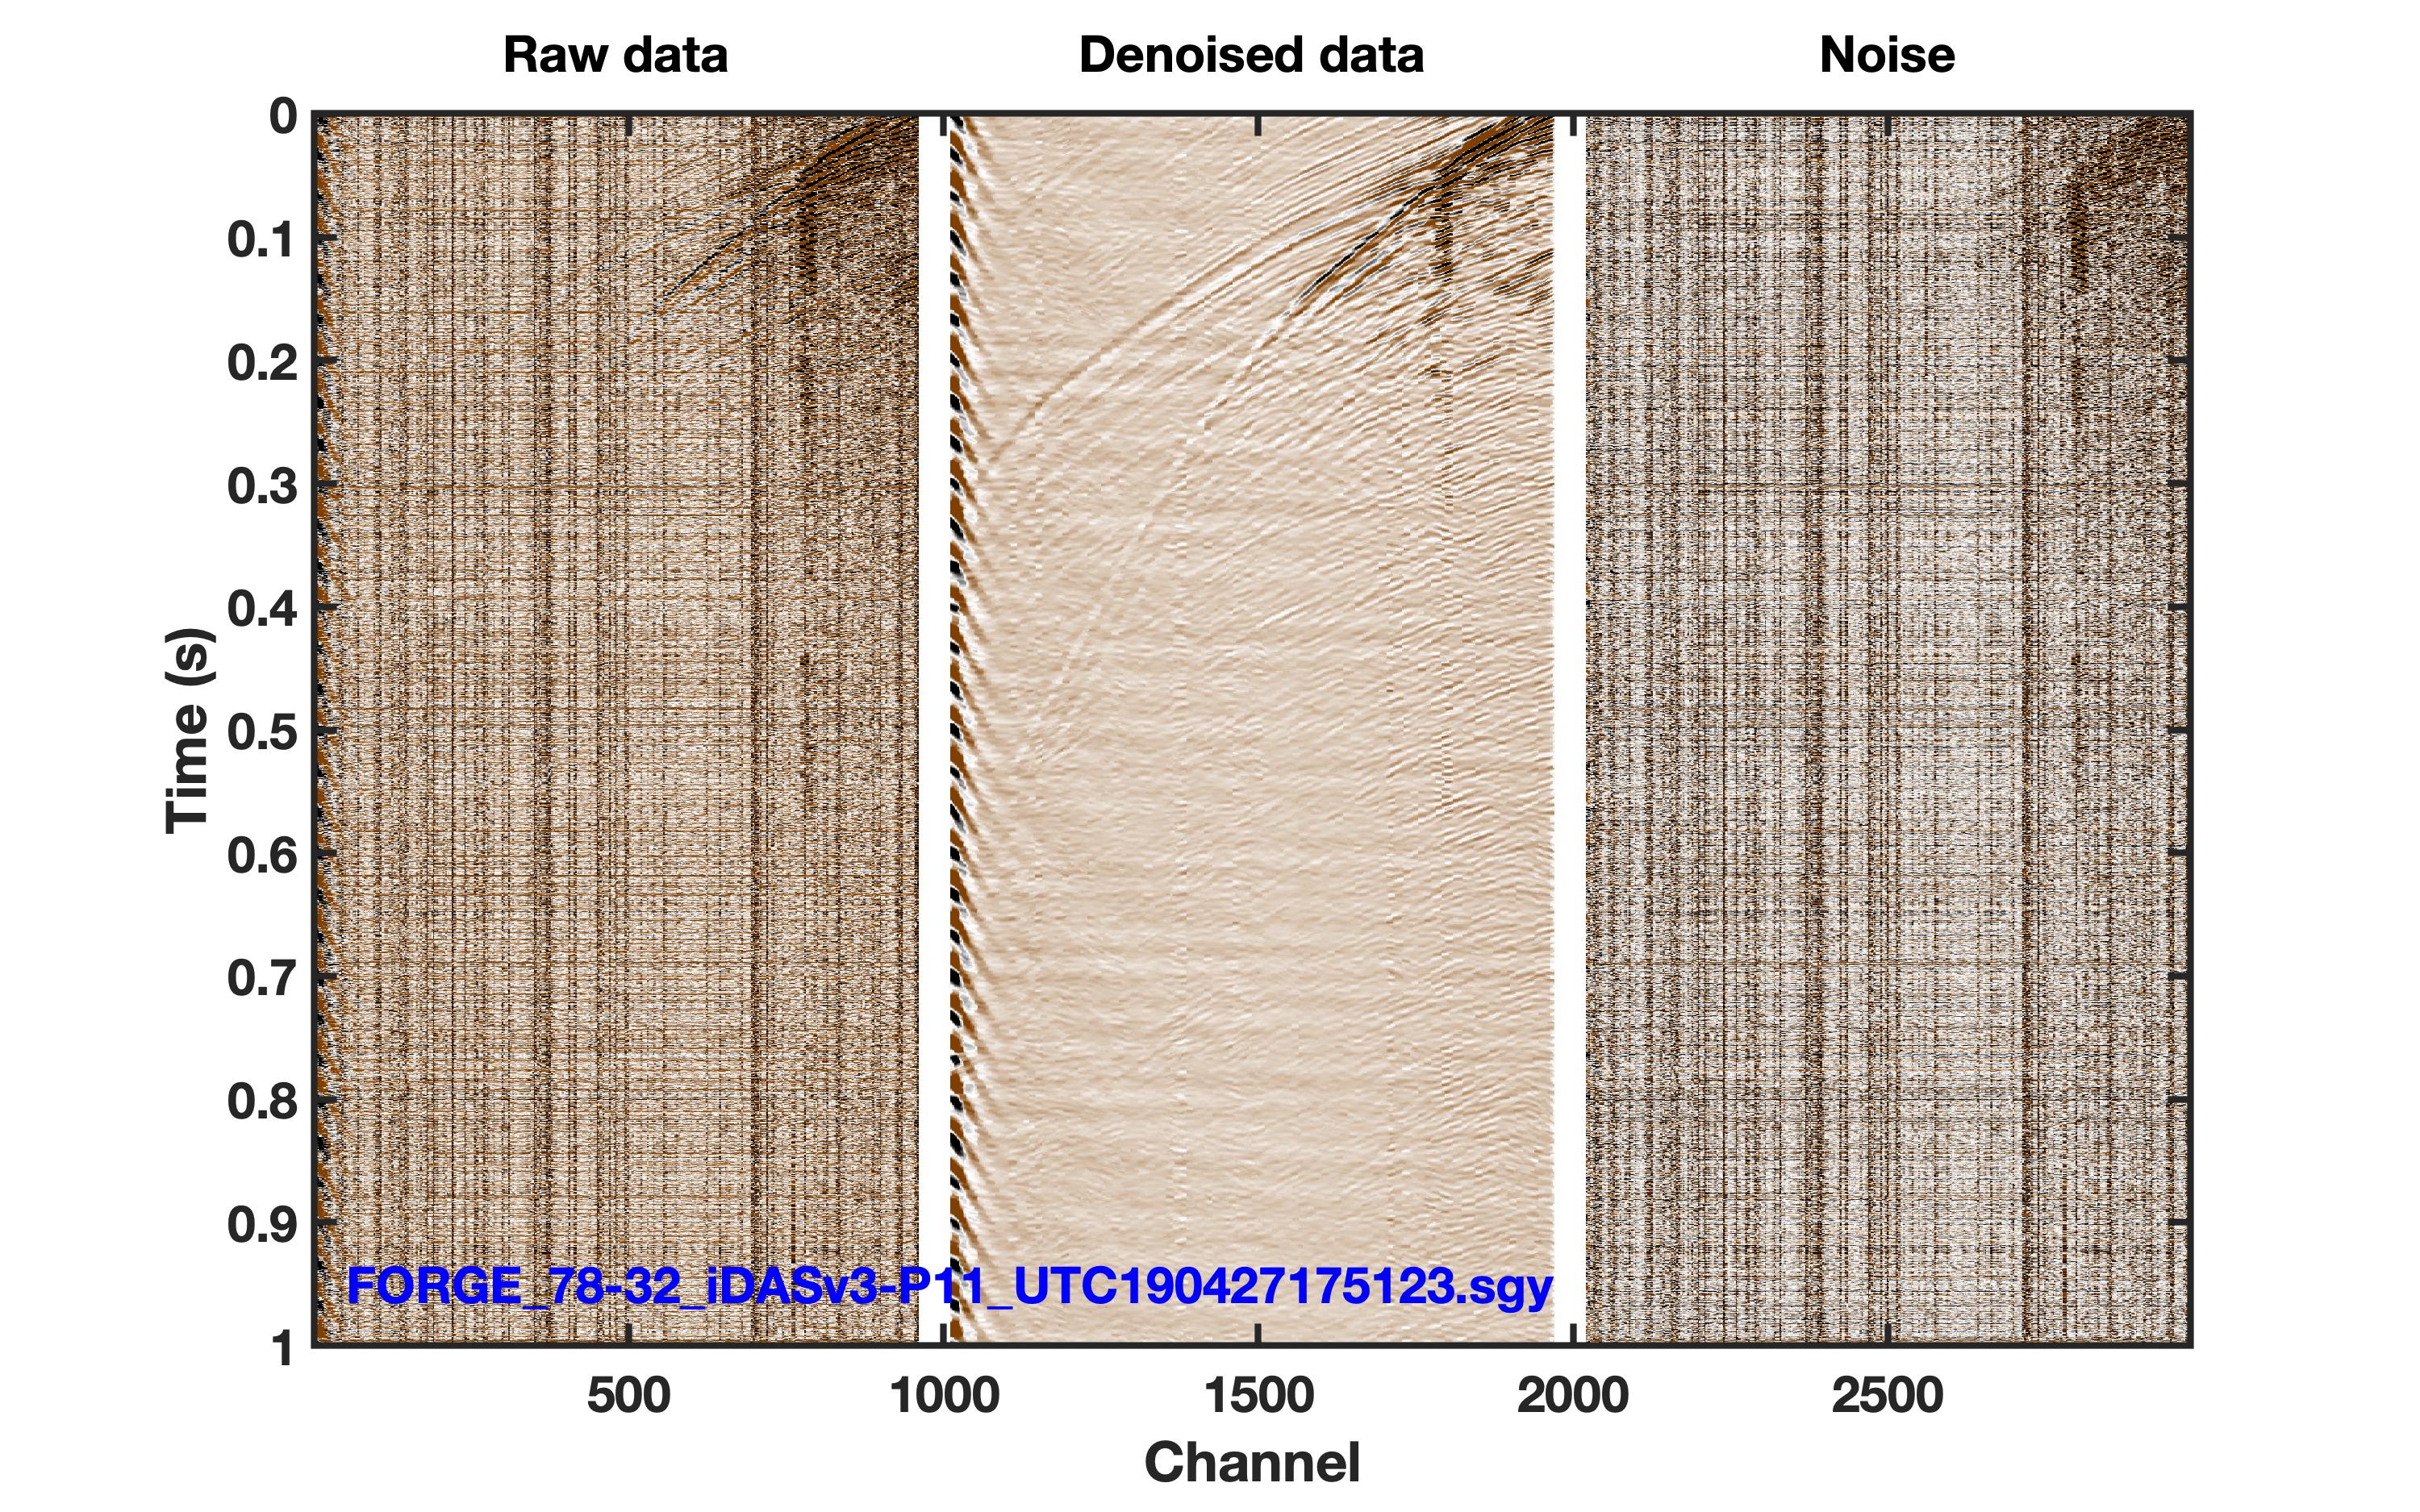 Raw data Denoised data Noise
0
0.1
0.2
0.3
0.4
0.5
0.6
0.7
0.8
0.9
1
Time (s)
FORGE_78-32_iDASv3-P11_UTC190427175123.sgy
500 1000 1500 2000 2500
Channel